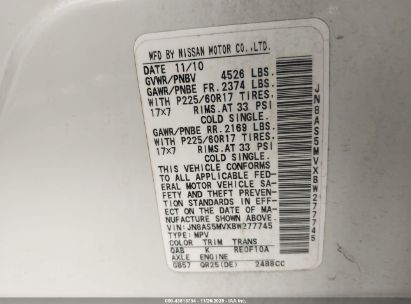 MFD BY NISSAN MOTOR CO., LTD.
DATE 11/10
GVWR/PNBV 4526 LBS.
GAWR/PNBE FR. 2374 LBS.
WITH P225/60R17 TIRES.
17x7 RIMS. AT 33 PSI
COLD SINGLE.
GAWR/PNBE RR. 2169 LBS.
WITH P225/60R17 TIRES.
17x7 RIMS. AT 33 PSI
COLD SINGLE.
THIS VEHICLE CONFORMS
TO ALL APPLICABLE FED-
ERAL MOTOR VEHICLE SA-
FETY AND THEFT PREVENTION
STANDARDS IN EFFECT
ON THE DATE OF MA-
NUFACTURE SHOWN ABOVE.
VIN: JN8AS5MVXBW277745
TYPE: MPV
COLOR TRIM TRANS
QAB K RE0F10A
AXLE ENGINE
GB57 QR25(DE) 2488CC
JN8AS5MVXBW277745